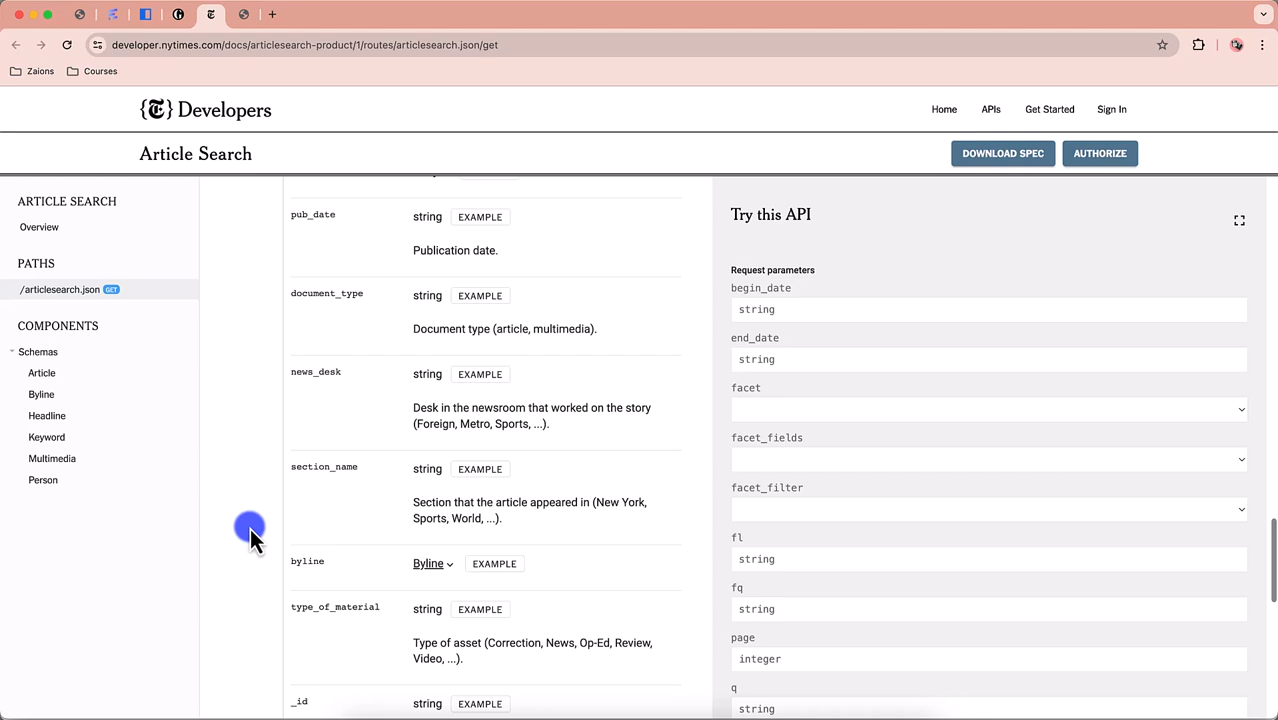 developer.nytimes.com/docs/articlesearch-product/1/routes/articlesearch.json/get
Zaions
Courses
{T} Developers
Home
APIs
Get Started
Sign In
Article Search
DOWNLOAD SPEC
AUTHORIZE
ARTICLE SEARCH
Overview
PATHS
/articlesearch.json GET
COMPONENTS
Schemas
Article
Byline
Headline
Keyword
Multimedia
Person
pub_date string EXAMPLE
Publication date.
document_type string EXAMPLE
Document type (article, multimedia).
news_desk string EXAMPLE
Desk in the newsroom that worked on the story
(Foreign, Metro, Sports, ...).
section_name string EXAMPLE
Section that the article appeared in (New York,
Sports, World, ...).
byline Byline EXAMPLE
type_of_material string EXAMPLE
Type of asset (Correction, News, Op-Ed, Review,
Video, ...).
_id string EXAMPLE
Try this API
Request parameters
begin_date
string
end_date
string
facet
facet_fields
facet_filter
fl
string
fq
string
page
integer
q
string